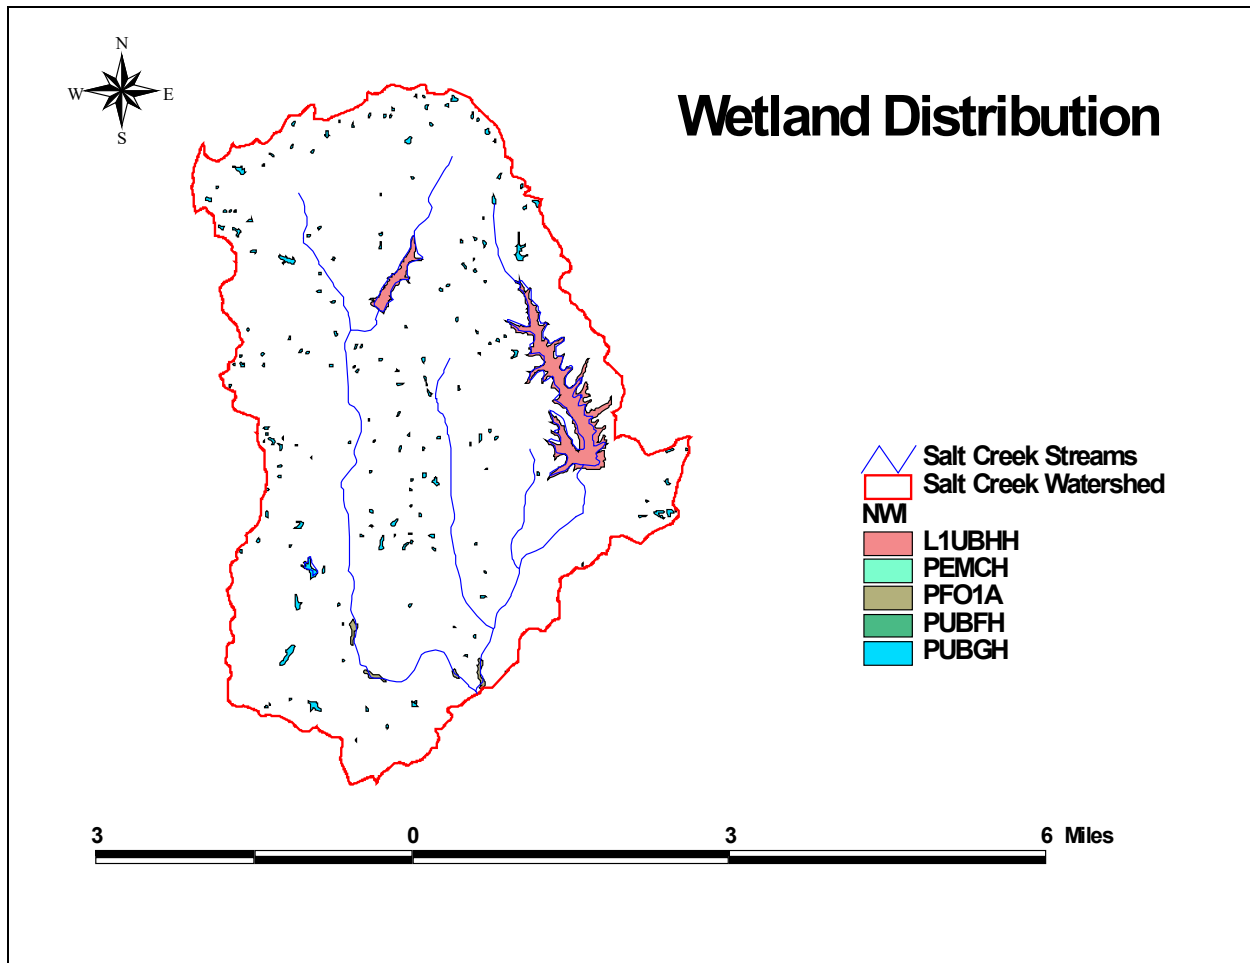 N
W E
S
Wetland Distribution
Salt Creek Streams
Salt Creek Watershed
NWI
L1UBHH
PEMCH
PFO1A
PUBFH
PUBGH
3 0 3 6 Miles